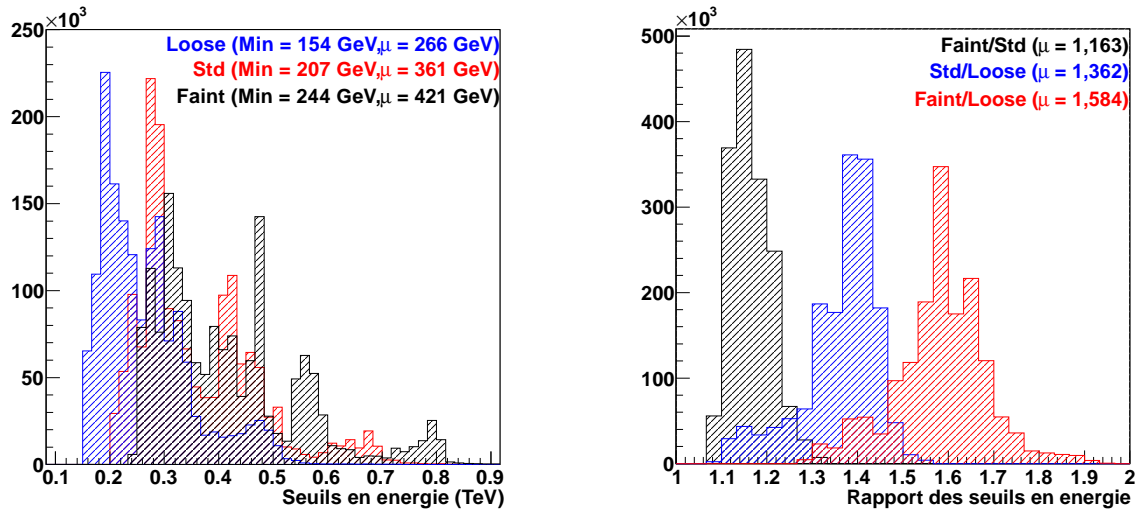 ×10³
250
200
150
100
50
0
Loose (Min = 154 GeV,μ = 266 GeV)
Std (Min = 207 GeV,μ = 361 GeV)
Faint (Min = 244 GeV,μ = 421 GeV)
0.1 0.2 0.3 0.4 0.5 0.6 0.7 0.8 0.9
Seuils en energie (TeV)
×10³
500
400
300
200
100
0
Faint/Std (μ = 1,163)
Std/Loose (μ = 1,362)
Faint/Loose (μ = 1,584)
1 1.1 1.2 1.3 1.4 1.5 1.6 1.7 1.8 1.9 2
Rapport des seuils en energie